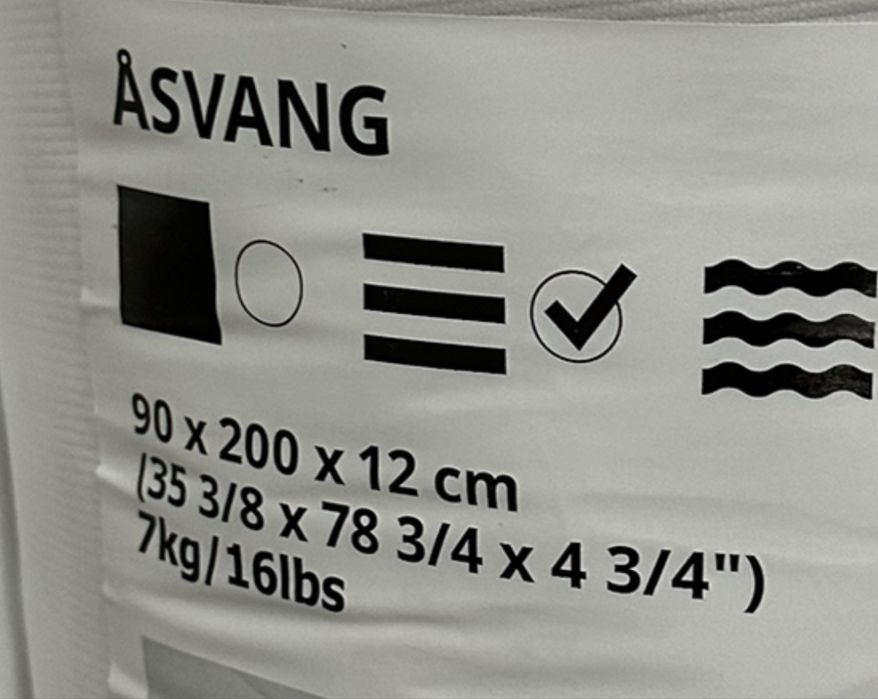 ÅSVANG
90 x 200 x 12 cm
(35 3/8 x 78 3/4 x 4 3/4")
7kg/16lbs